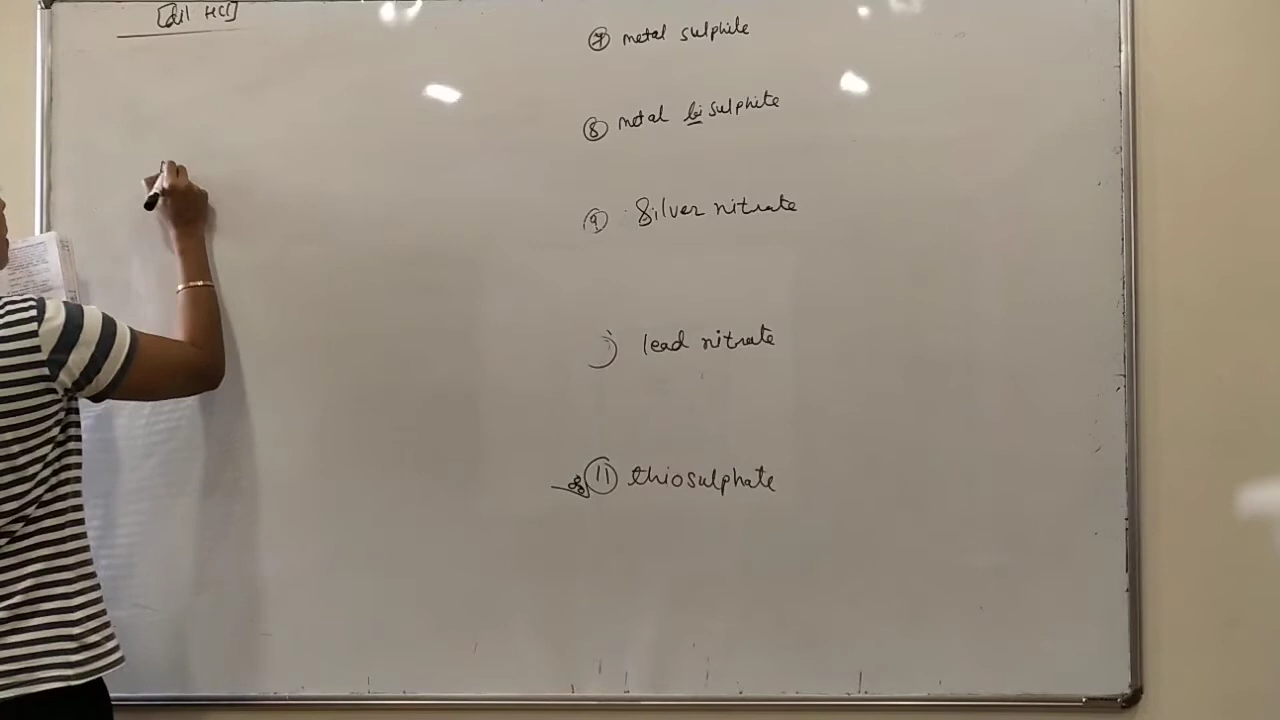 [dil HCl]
⑦ metal sulphite
⑧ metal bisulphite
⑨ Silver nitrate
lead nitrate
⑪ thiosulphate